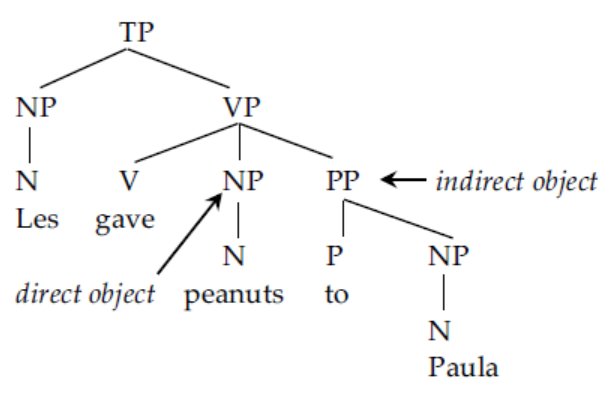 TP
NP VP
N V NP PP indirect object
Les gave
N P NP
direct object peanuts to
N
Paula